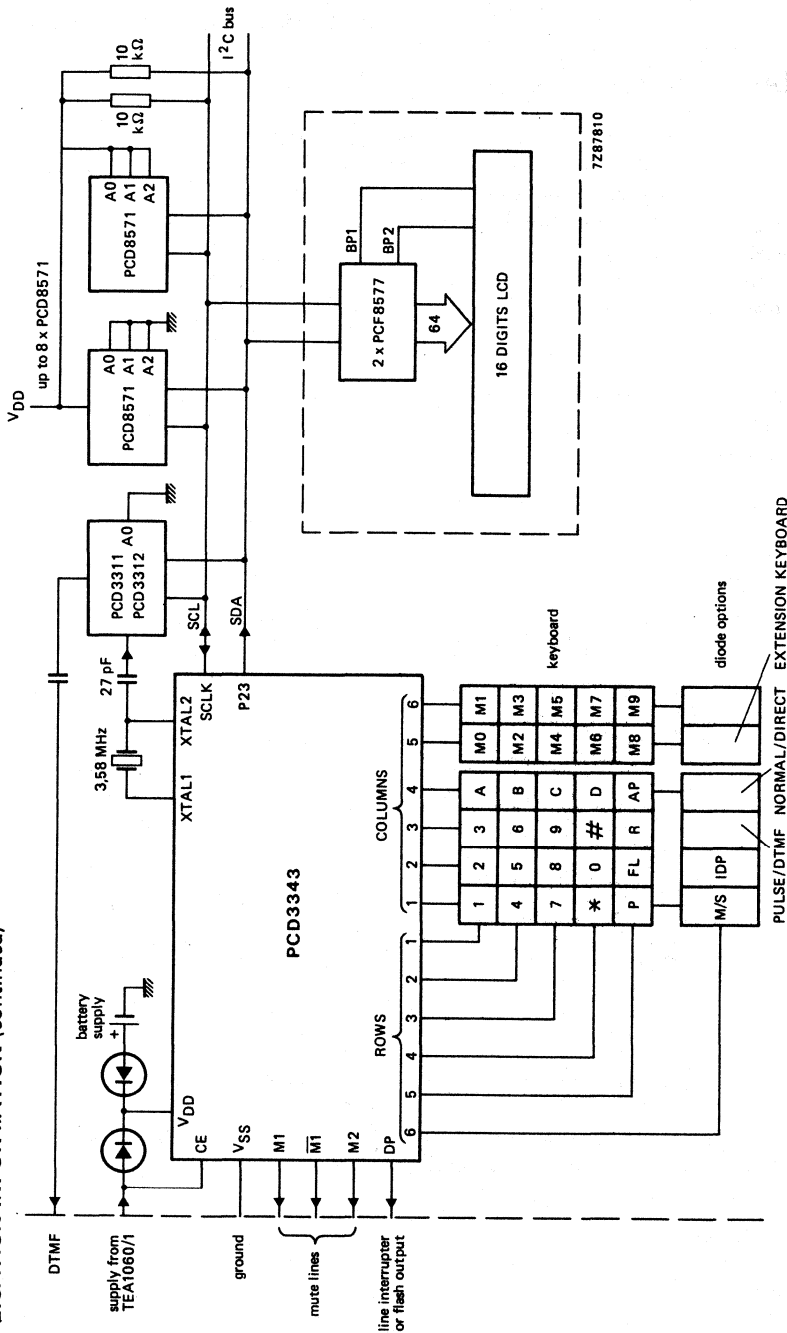 VDD
up to 8 x PCD8571
PCD3311
PCD3312
A0
PCD8571
A0
A1
A2
PCD8571
A0
A1
A2
10
kΩ
10
kΩ
I²C bus
DTMF
supply from
TEA1060/1
battery
supply
+
3,58 MHz
27 pF
SCL
SDA
XTAL1
XTAL2
SCLK
P23
VDD
CE
VSS
M1
M̅1̅
M2
DP
ground
mute lines
line interrupter
or flash output
PCD3343
2 x PCF8577
BP1
BP2
64
16 DIGITS LCD
7Z87810
ROWS
6 5 4 3 2 1
COLUMNS
1 2 3 4 5 6
keyboard
1 2 3 A M0 M1
4 5 6 B M2 M3
7 8 9 C M4 M5
* 0 # D M6 M7
P FL R AP M8 M9
diode options
M/S IDP
PULSE/DTMF NORMAL/DIRECT EXTENSION KEYBOARD